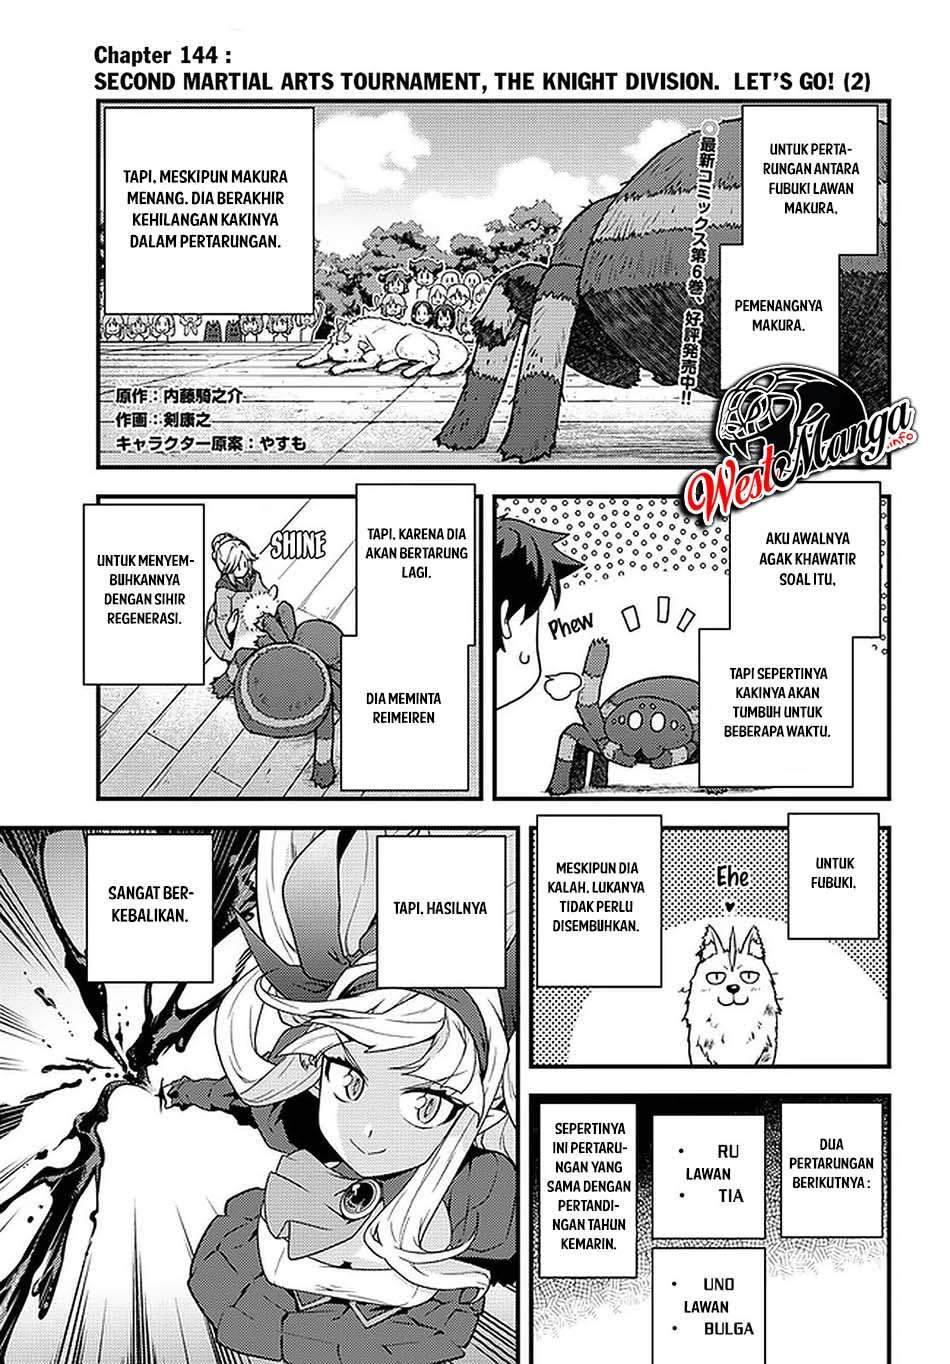 Chapter 144 :
SECOND MARTIAL ARTS TOURNAMENT, THE KNIGHT DIVISION.  LET'S GO! (2)
UNTUK PERTA-
RUNGAN ANTARA
FUBUKI LAWAN
MAKURA,
PEMENANGNYA
MAKURA.
◎最新コミックス第6巻、好評発売中!!
TAPI, MESKIPUN MAKURA
MENANG. DIA BERAKHIR
KEHILANGAN KAKINYA
DALAM PERTARUNGAN.
原作：内藤騎之介
作画：剣康之
キャラクター原案：やすも
WestManga
.info
AKU AWALNYA
AGAK KHAWATIR
SOAL ITU,
TAPI SEPERTINYA
KAKINYA AKAN
TUMBUH UNTUK
BEBERAPA WAKTU.
Phew
TAPI, KARENA DIA
AKAN BERTARUNG
LAGI.
DIA MEMINTA
REIMEIREN
SHINE
UNTUK MENYEM-
BUHKANNYA
DENGAN SIHIR
REGENERASI.
UNTUK
FUBUKI.
Ehe
♥
MESKIPUN DIA
KALAH. LUKANYA
TIDAK PERLU
DISEMBUHKAN.
DUA
PERTARUNGAN
BERIKUTNYA :
• RU
LAWAN
• TIA
• UNO
LAWAN
• BULGA
SEPERTINYA
INI PERTARU-
NGAN YANG
SAMA DENGAN
PERTANDI-
NGAN TAHUN
KEMARIN.
TAPI, HASILNYA
SANGAT BER-
KEBALIKAN.